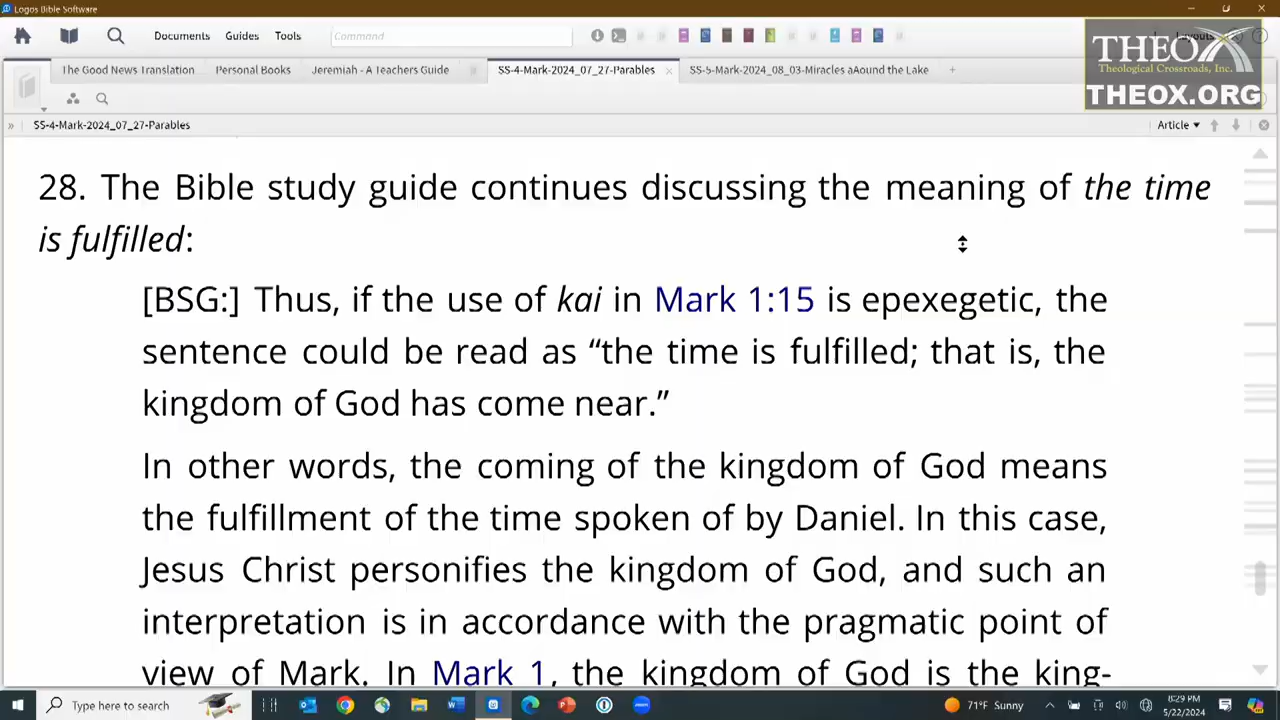 Logos Bible Software
Documents Guides Tools Command
THEOX
Theological Crossroads, Inc.
THEOX.ORG
The Good News Translation Personal Books Jeremiah - A Teac SS-4-Mark-2024_07_27-Parables SS-5-Mark-2024_08_03-Miracles aAound the Lake
SS-4-Mark-2024_07_27-Parables Article
28. The Bible study guide continues discussing the meaning of the time
is fulfilled:
[BSG:] Thus, if the use of kai in Mark 1:15 is epexegetic, the
sentence could be read as “the time is fulfilled; that is, the
kingdom of God has come near.”
In other words, the coming of the kingdom of God means
the fulfillment of the time spoken of by Daniel. In this case,
Jesus Christ personifies the kingdom of God, and such an
interpretation is in accordance with the pragmatic point of
view of Mark. In Mark 1, the kingdom of God is the king-
Type here to search
71°F Sunny
8:29 PM
5/22/2024